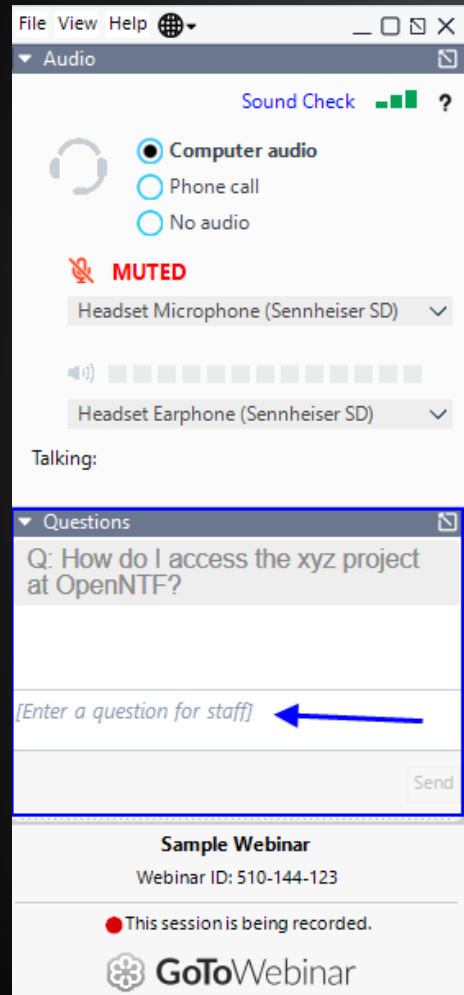 File View Help
Audio
Sound Check ?
Computer audio
Phone call
No audio
MUTED
Headset Microphone (Sennheiser SD)
Headset Earphone (Sennheiser SD)
Talking:
Questions
Q: How do I access the xyz project
at OpenNTF?
[Enter a question for staff]
Send
Sample Webinar
Webinar ID: 510-144-123
This session is being recorded.
GoToWebinar